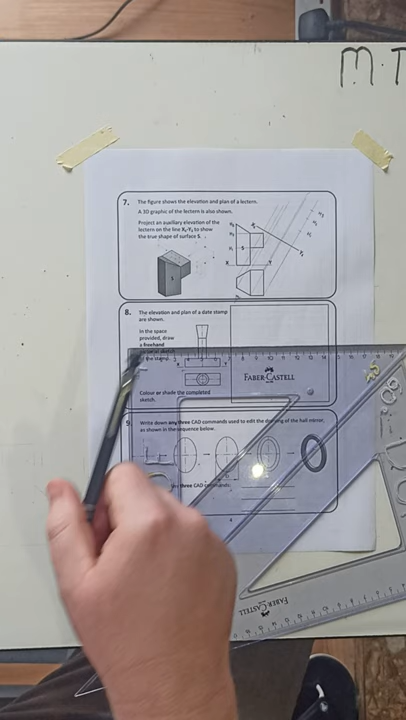 M.T
7. The figure shows the elevation and plan of a lectern.
A 3D graphic of the lectern is also shown.
Project an auxiliary elevation of the
lectern on the line X₁-Y₁ to show
the true shape of surface S.
S
S
X Y
8. The elevation and plan of a date stamp
are shown.
In the space
provided, draw
a freehand
of the stamp.
FABER-CASTELL
Colour or shade the completed
sketch.
9. Write down any three CAD commands used to edit the drawing of the hall mirror,
as shown in the sequence below.
Any three CAD commands:
4
FABER-CASTELL